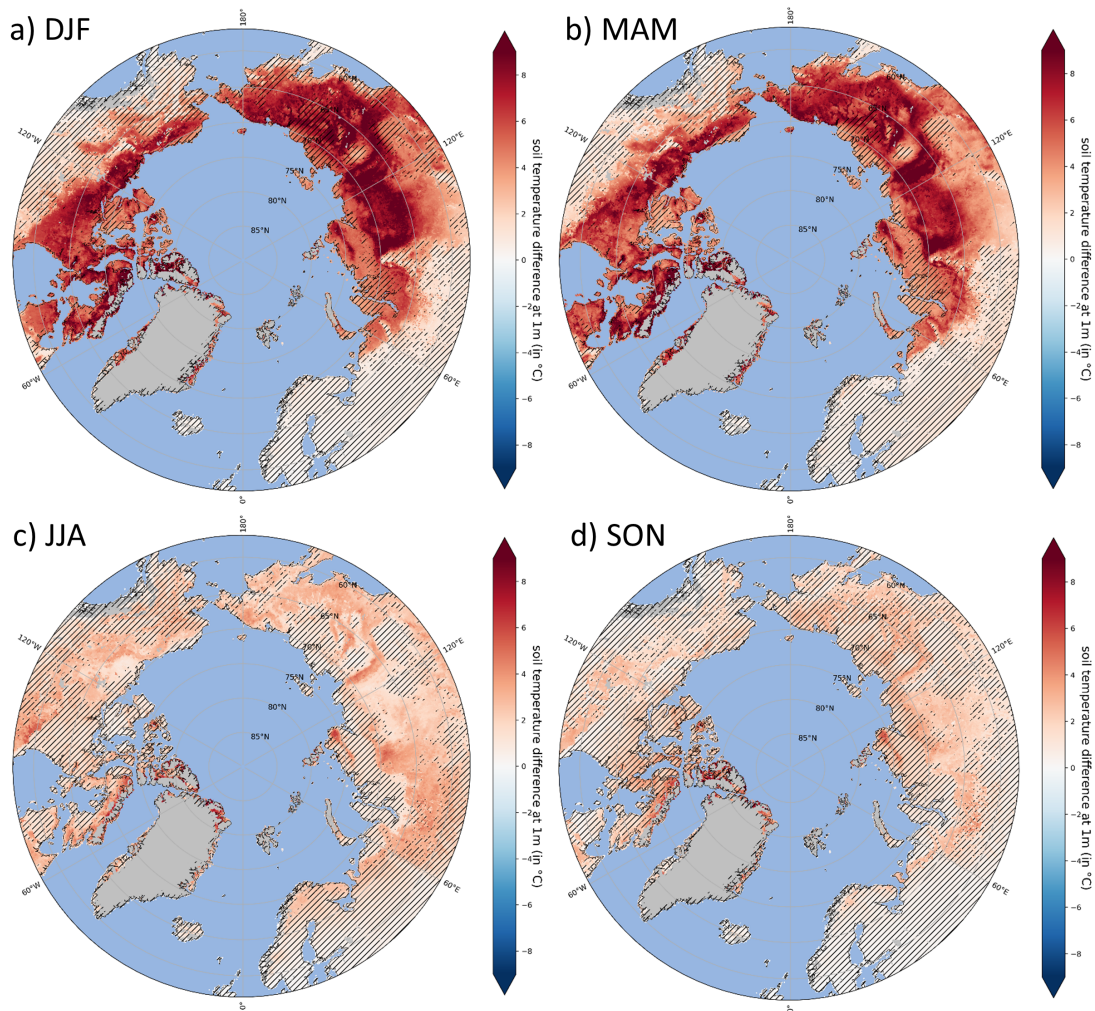 a) DJF
180°
120°W
60°N
65°N
70°N
75°N
80°N
85°N
120°E
60°W
60°E
0°
8
6
4
2
0
−2
−4
−6
−8
soil temperature difference at 1m (in °C)
b) MAM
180°
120°W
60°N
65°N
70°N
75°N
80°N
85°N
120°E
60°W
60°E
0°
8
6
4
2
0
−2
−4
−6
−8
soil temperature difference at 1m (in °C)
c) JJA
180°
120°W
60°N
65°N
70°N
75°N
80°N
85°N
120°E
60°W
60°E
0°
8
6
4
2
0
−2
−4
−6
−8
soil temperature difference at 1m (in °C)
d) SON
180°
120°W
60°N
65°N
70°N
75°N
80°N
85°N
120°E
60°W
60°E
0°
8
6
4
2
0
−2
−4
−6
−8
soil temperature difference at 1m (in °C)